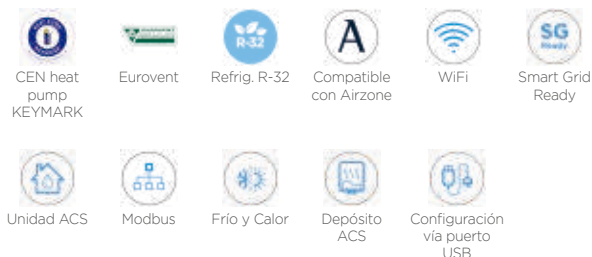 R-32
A
SG
Ready
CEN heat
pump
KEYMARK
Eurovent
Refrig. R-32
Compatible
con Airzone
WiFi
Smart Grid
Ready
Unidad ACS
Modbus
Frío y Calor
Depósito
ACS
Configuración
vía puerto
USB